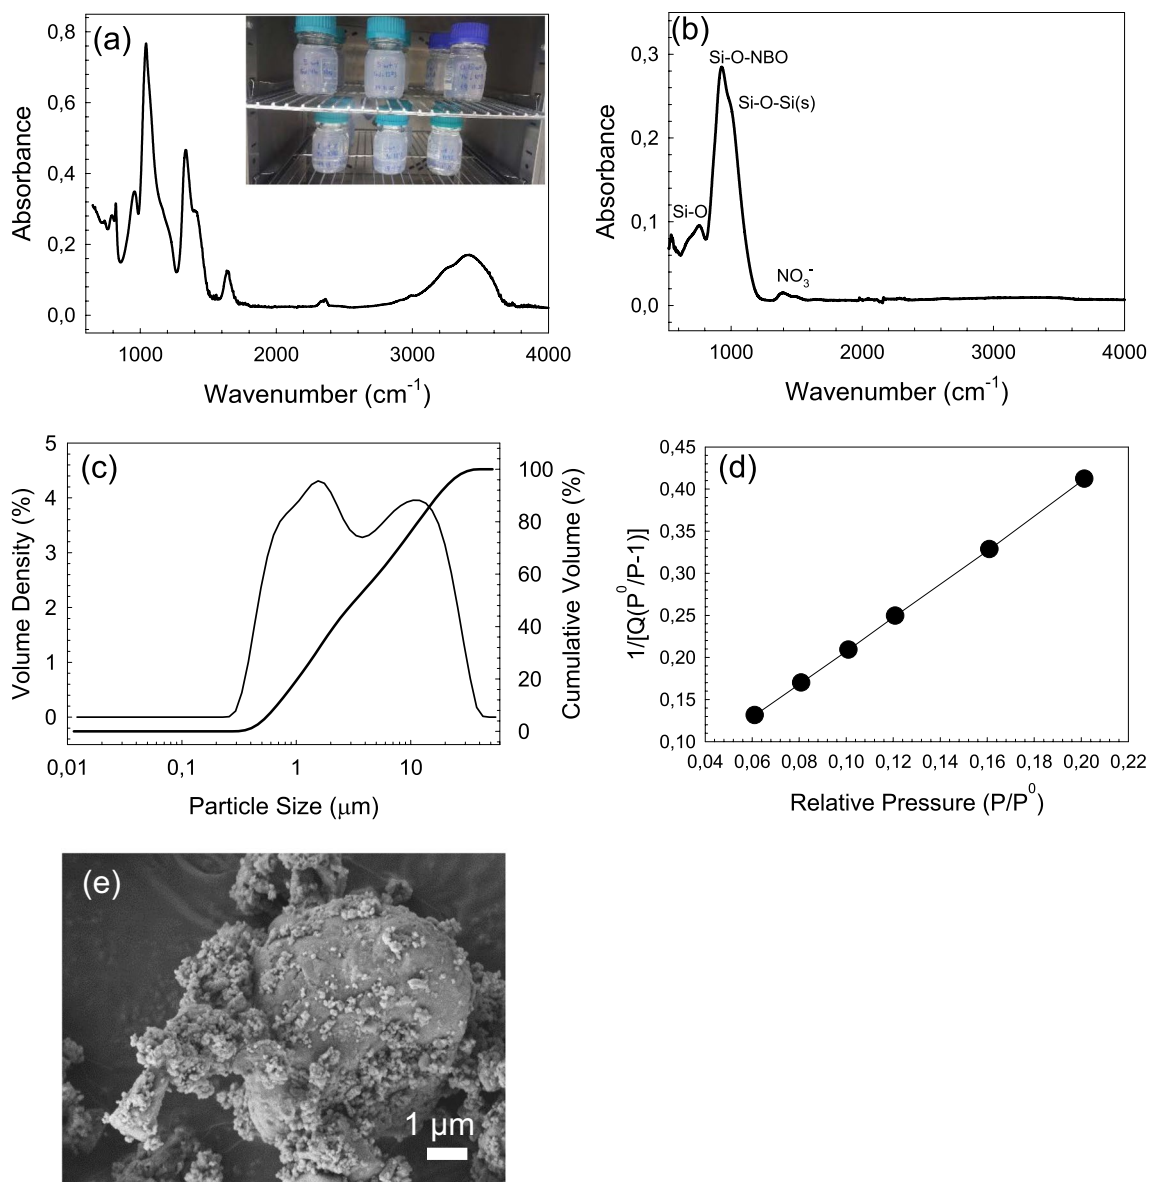 (a)
0,8
0,6
0,4
0,2
0,0
Absorbance
1000 2000 3000 4000
Wavenumber (cm⁻¹)
(b)
0,3
0,2
0,1
0,0
Absorbance
Si-O-NBO
Si-O-Si(s)
Si-O
NO₃⁻
1000 2000 3000 4000
Wavenumber (cm⁻¹)
(c)
5
4
3
2
1
0
Volume Density (%)
100
80
60
40
20
0
Cumulative Volume (%)
0,01 0,1 1 10
Particle Size (μm)
(d)
0,45
0,40
0,35
0,30
0,25
0,20
0,15
0,10
1/[Q(P⁰/P-1)]
0,04 0,06 0,08 0,10 0,12 0,14 0,16 0,18 0,20 0,22
Relative Pressure (P/P⁰)
(e)
1 μm